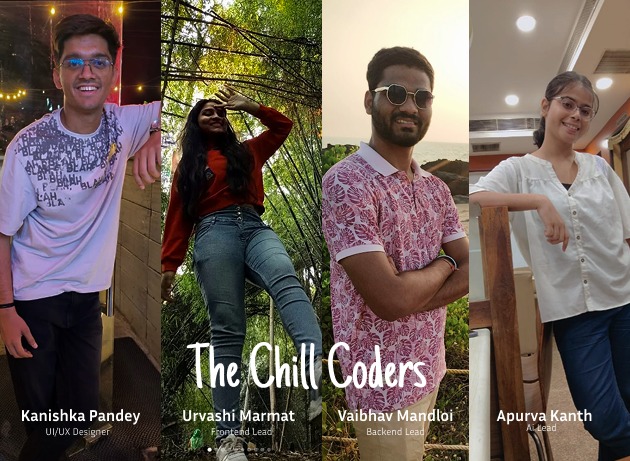 The Chill Coders
Kanishka Pandey
UI/UX Designer
Urvashi Marmat
Frontend Lead
Vaibhav Mandloi
Backend Lead
Apurva Kanth
AI Lead